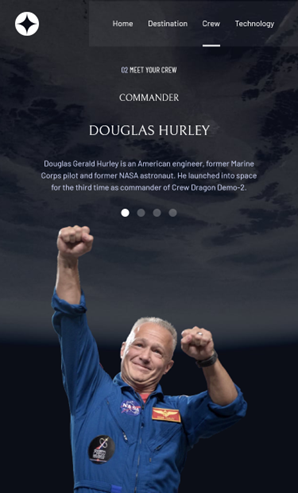 Home Destination Crew Technology
02 MEET YOUR CREW
COMMANDER
DOUGLAS HURLEY
Douglas Gerald Hurley is an American engineer, former Marine
Corps pilot and former NASA astronaut. He launched into space
for the third time as commander of Crew Dragon Demo-2.
NASA